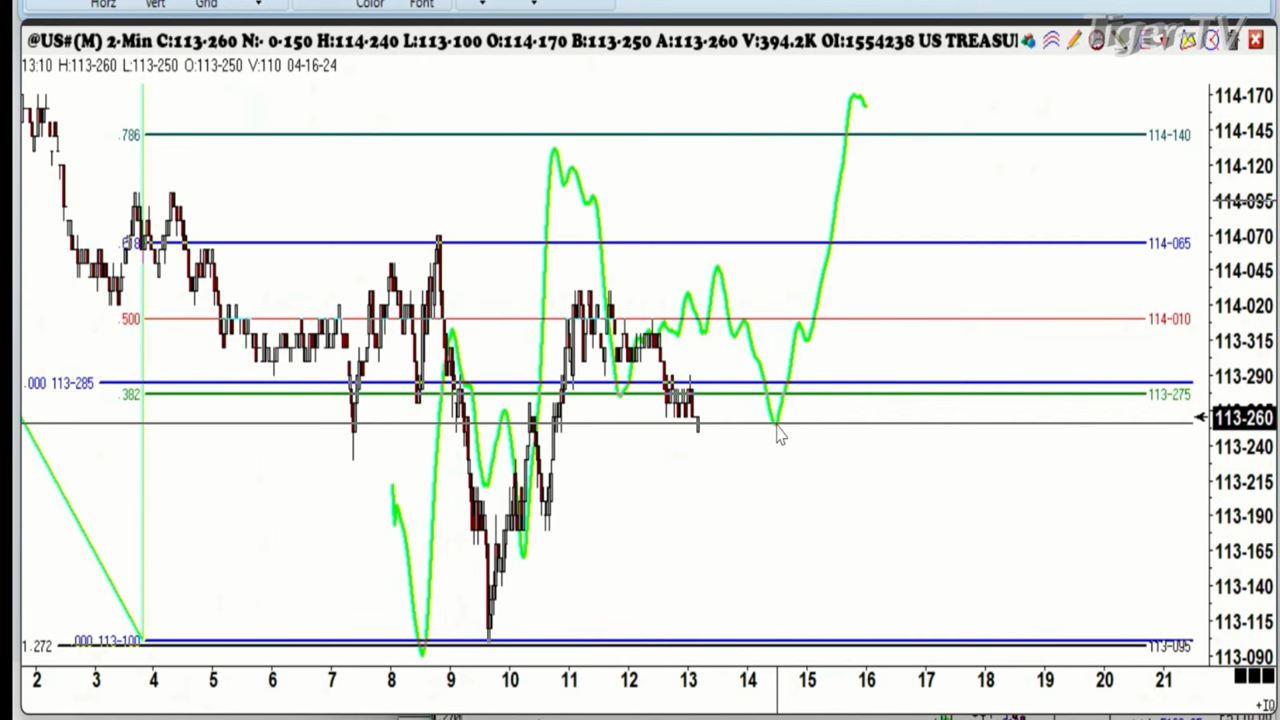 Horz Vert Grid Color Font
Tiger TV
@US#(M) 2-Min C:113-260 N:- 0-150 H:114-240 L:113-100 O:114-170 B:113-250 A:113-260 V:394.2K OI:1554238 US TREASU
13:10 H:113-260 L:113-250 O:113-250 V:110 04-16-24
114-170
.786 114-140 114-145
114-120
114-095
.618 114-065 114-070
114-045
114-020
.500 114-010
113-315
.000 113-285 113-290
.382 113-275
113-260
113-240
113-215
113-190
113-165
113-140
113-115
.000 113-100
1.272 113-095 113-090
2 3 4 5 6 7 8 9 10 11 12 13 14 15 16 17 18 19 20 21